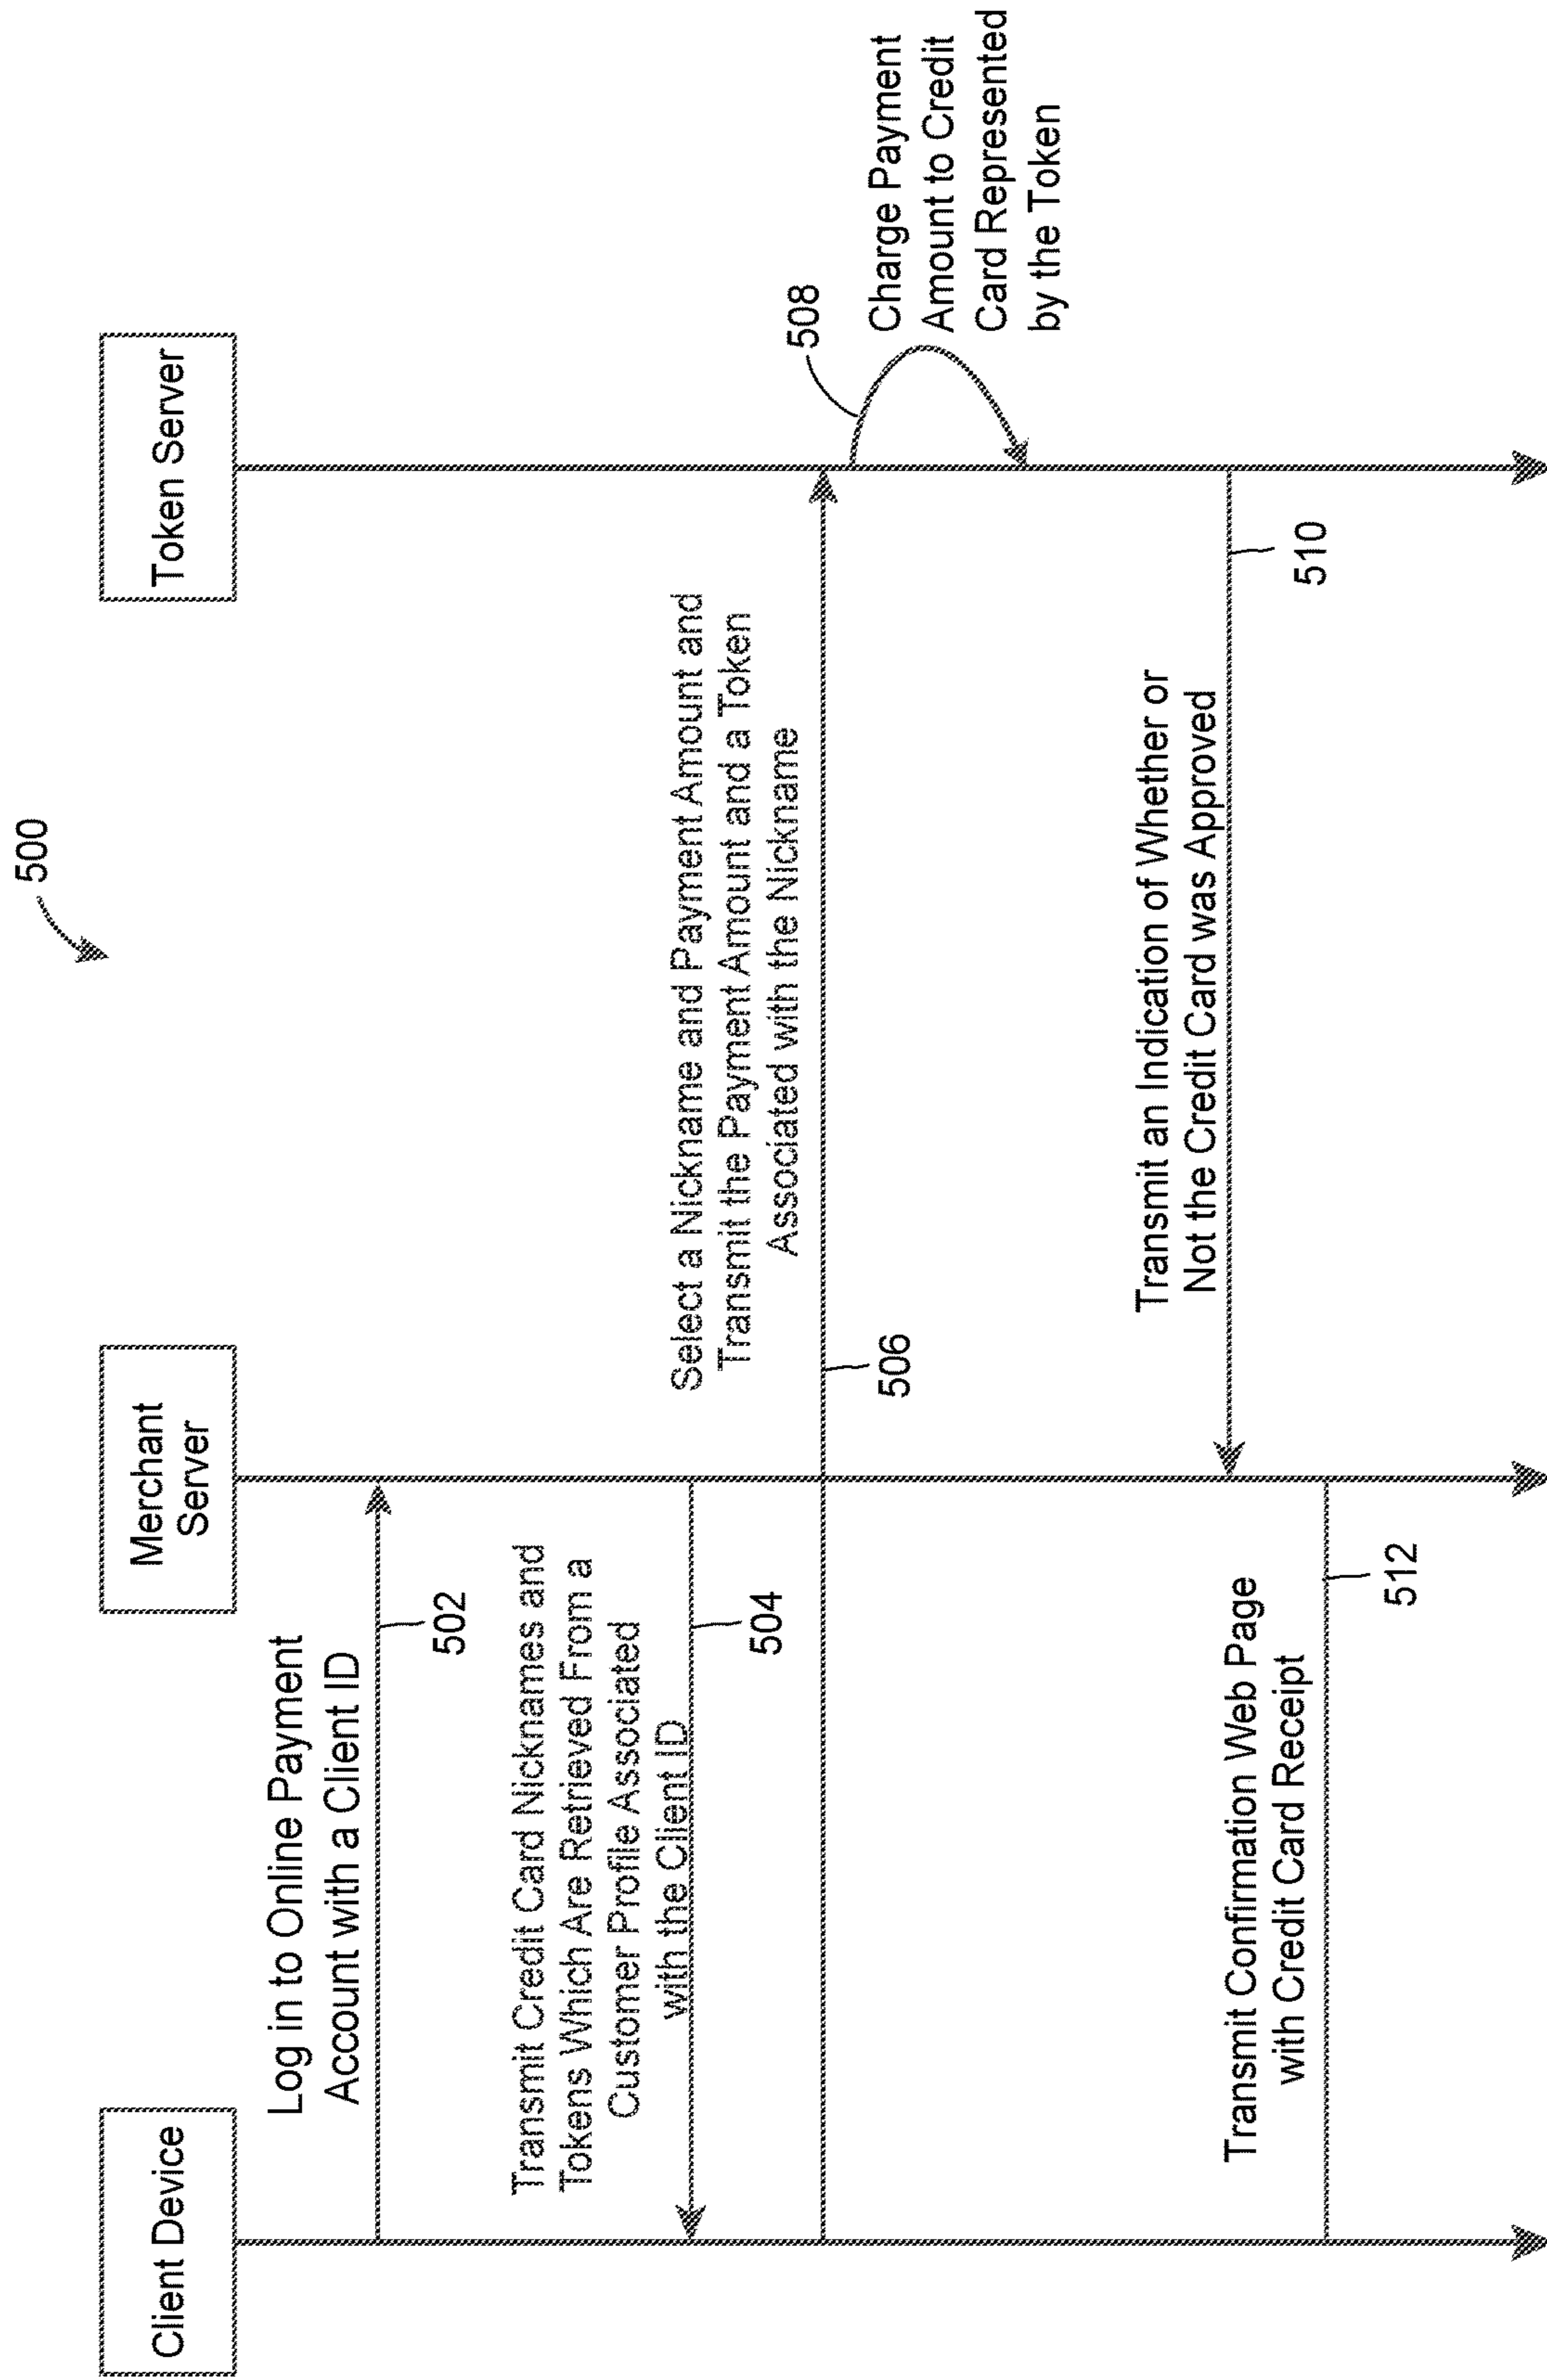 500
Client Device
Merchant
Server
Token Server
Log in to Online Payment
Account with a Client ID
502
Transmit Credit Card Nicknames and
Tokens Which Are Retrieved From a
Customer Profile Associated
with the Client ID
504
Select a Nickname and Payment Amount and
Transmit the Payment Amount and a Token
Associated with the Nickname
506
508
Charge Payment
Amount to Credit
Card Represented
by the Token
Transmit an Indication of Whether or
Not the Credit Card was Approved
510
Transmit Confirmation Web Page
with Credit Card Receipt
512